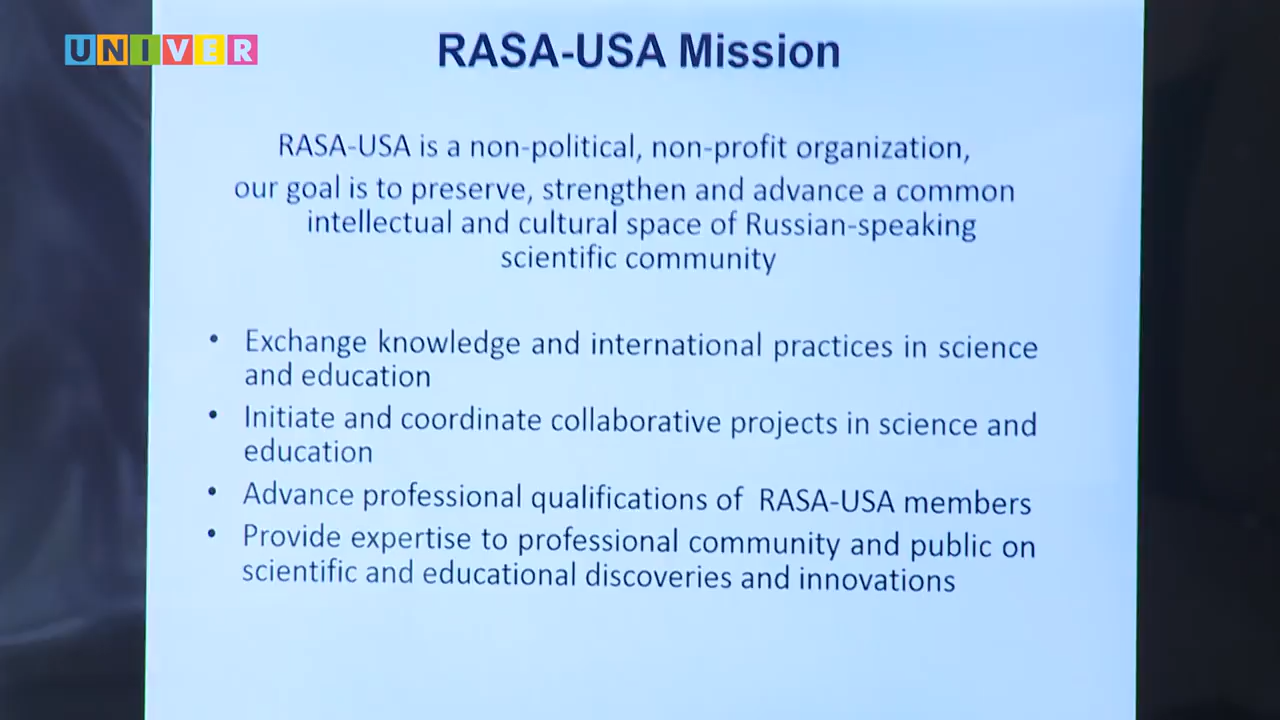 UNIVER
RASA-USA Mission
RASA-USA is a non-political, non-profit organization,
our goal is to preserve, strengthen and advance a common
intellectual and cultural space of Russian-speaking
scientific community
• Exchange knowledge and international practices in science
and education
• Initiate and coordinate collaborative projects in science and
education
• Advance professional qualifications of RASA-USA members
• Provide expertise to professional community and public on
scientific and educational discoveries and innovations